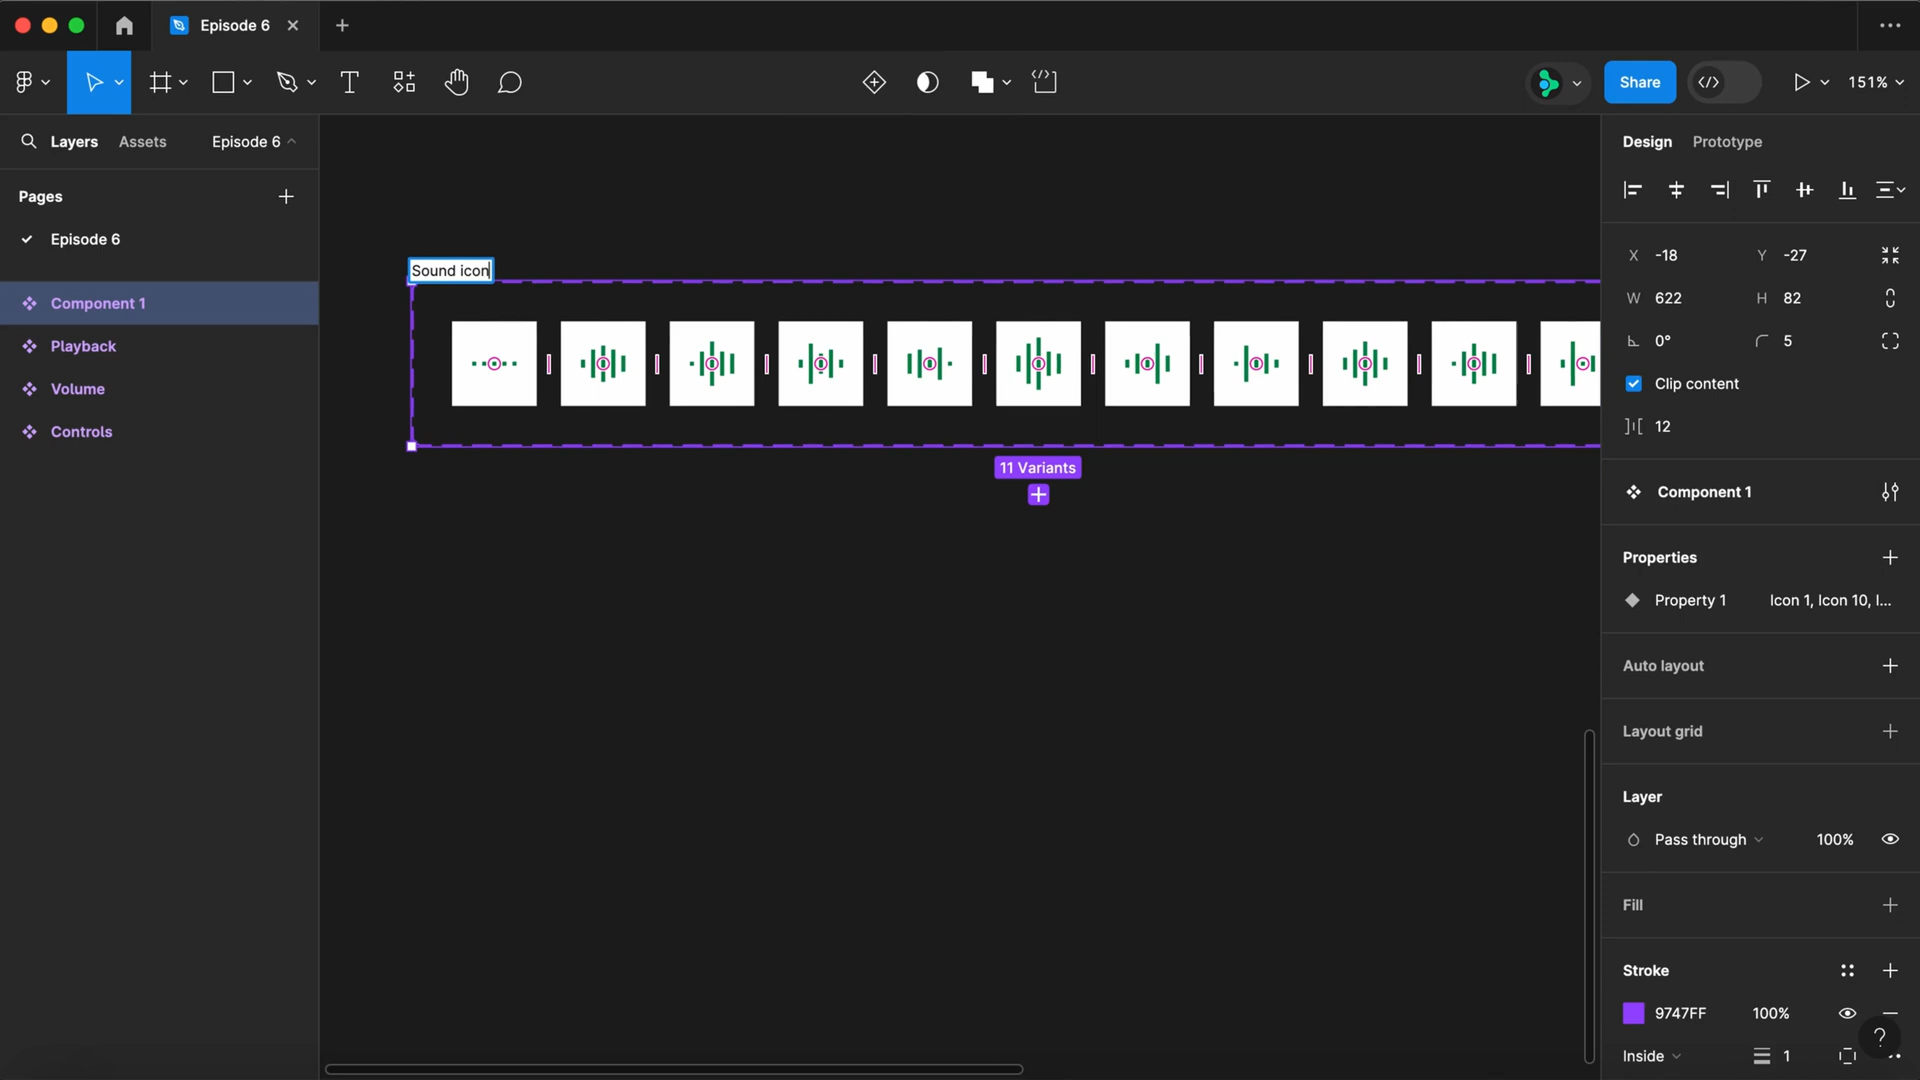 Episode 6
Share
151%
Layers
Assets
Episode 6
Design
Prototype
Pages
Episode 6
X -18
Y -27
Sound icon
Component 1
W 622
H 82
Playback
0°
5
Volume
Clip content
12
Controls
11 Variants
Component 1
Properties
Property 1
Icon 1, Icon 10, I...
Auto layout
Layout grid
Layer
Pass through
100%
Fill
Stroke
9747FF
100%
?
Inside
1